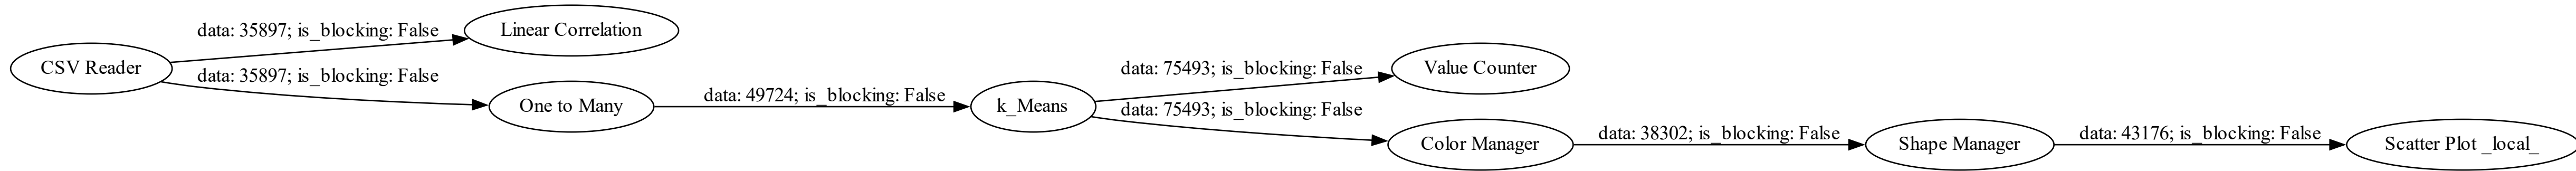 CSV Reader
data: 35897; is_blocking: False
Linear Correlation
data: 35897; is_blocking: False
One to Many
data: 49724; is_blocking: False
k_Means
data: 75493; is_blocking: False
Value Counter
data: 75493; is_blocking: False
Color Manager
data: 38302; is_blocking: False
Shape Manager
data: 43176; is_blocking: False
Scatter Plot _local_